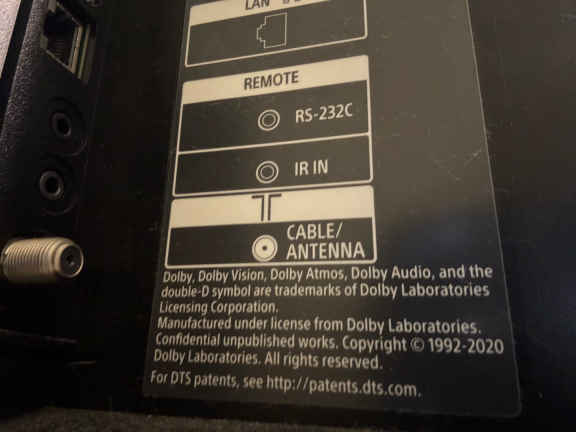 LAN
REMOTE
RS-232C
IR IN
CABLE/
ANTENNA
Dolby, Dolby Vision, Dolby Atmos, Dolby Audio, and the
double-D symbol are trademarks of Dolby Laboratories
Licensing Corporation.
Manufactured under license from Dolby Laboratories.
Confidential unpublished works. Copyright © 1992-2020
Dolby Laboratories. All rights reserved.
For DTS patents, see http://patents.dts.com.